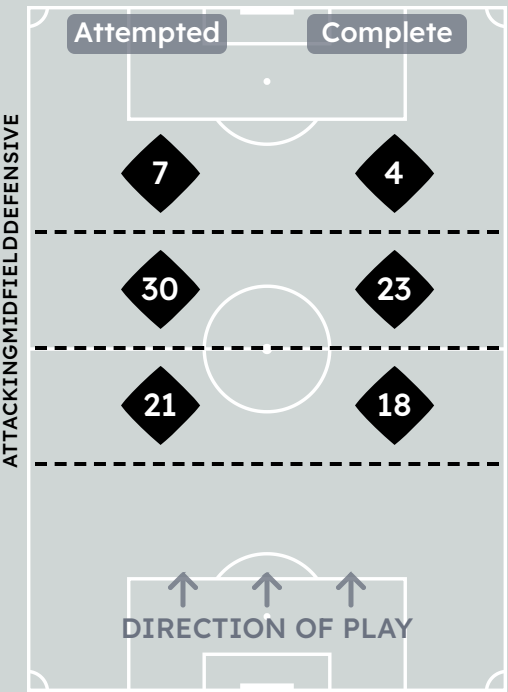 Attempted Complete
7 4
30 23
21 18
ATTACKINGMIDFIELDDEFENSIVE
DIRECTION OF PLAY